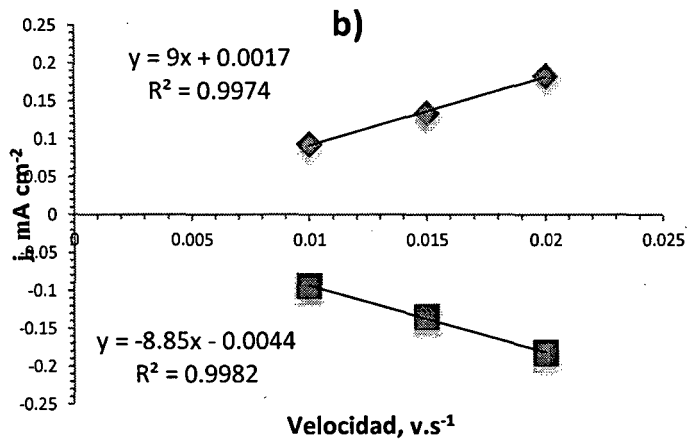 b)
0.25
0.2
0.15
0.1
0.05
0
-0.05
-0.1
-0.15
-0.2
-0.25
y = 9x + 0.0017
R² = 0.9974
j, mA cm⁻²
0 0.005 0.01 0.015 0.02 0.025
y = -8.85x - 0.0044
R² = 0.9982
Velocidad, v.s⁻¹